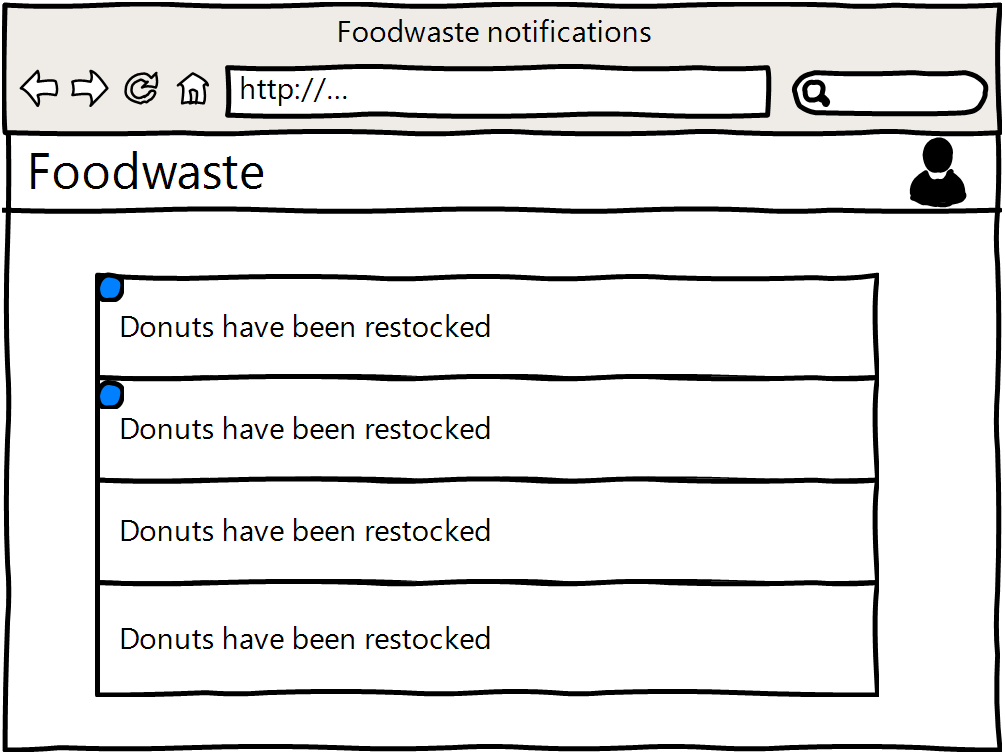 Foodwaste notifications
http://...
Foodwaste
Donuts have been restocked
Donuts have been restocked
Donuts have been restocked
Donuts have been restocked